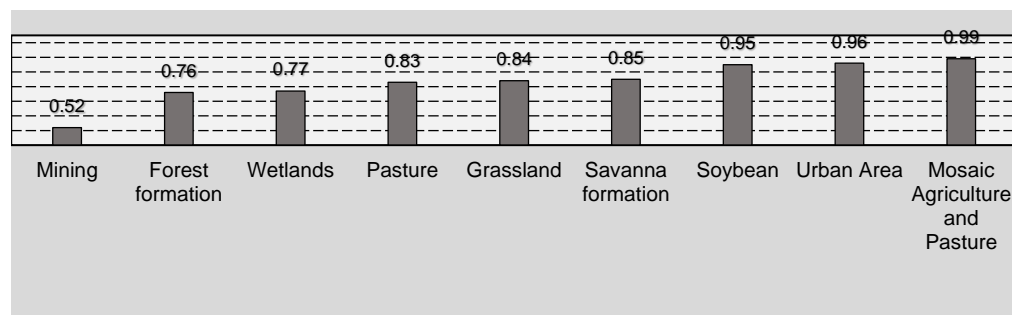 0.52
0.76
0.77
0.83
0.84
0.85
0.95
0.96
0.99
Mining
Forest
formation
Wetlands
Pasture
Grassland
Savanna
formation
Soybean
Urban Area
Mosaic
Agriculture
and
Pasture